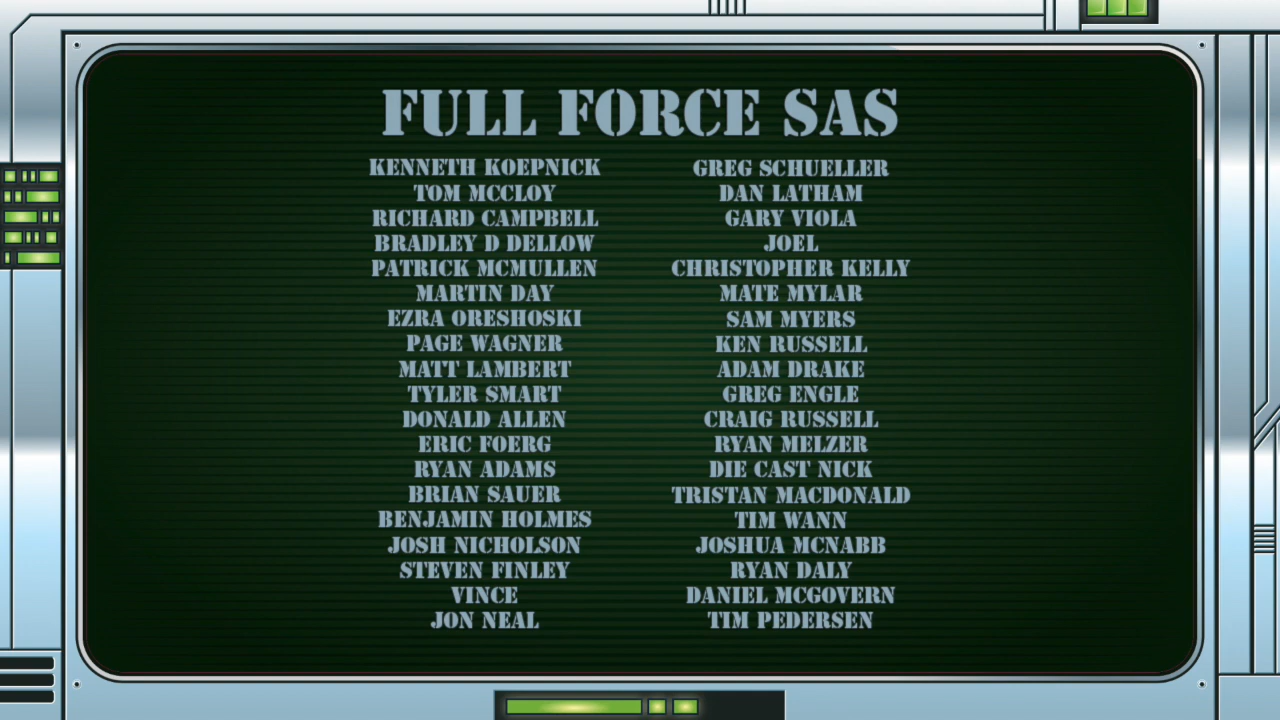 FULL FORCE SAS
KENNETH KOEPNICK
TOM MCCLOY
RICHARD CAMPBELL
BRADLEY D DELLOW
PATRICK MCMULLEN
MARTIN DAY
EZRA ORESHOSKI
PAGE WAGNER
MATT LAMBERT
TYLER SMART
DONALD ALLEN
ERIC FOERG
RYAN ADAMS
BRIAN SAUER
BENJAMIN HOLMES
JOSH NICHOLSON
STEVEN FINLEY
VINCE
JON NEAL
GREG SCHUELLER
DAN LATHAM
GARY VIOLA
JOEL
CHRISTOPHER KELLY
MATE MYLAR
SAM MYERS
KEN RUSSELL
ADAM DRAKE
GREG ENGLE
CRAIG RUSSELL
RYAN MELZER
DIE CAST NICK
TRISTAN MACDONALD
TIM WANN
JOSHUA MCNABB
RYAN DALY
DANIEL MCGOVERN
TIM PEDERSEN